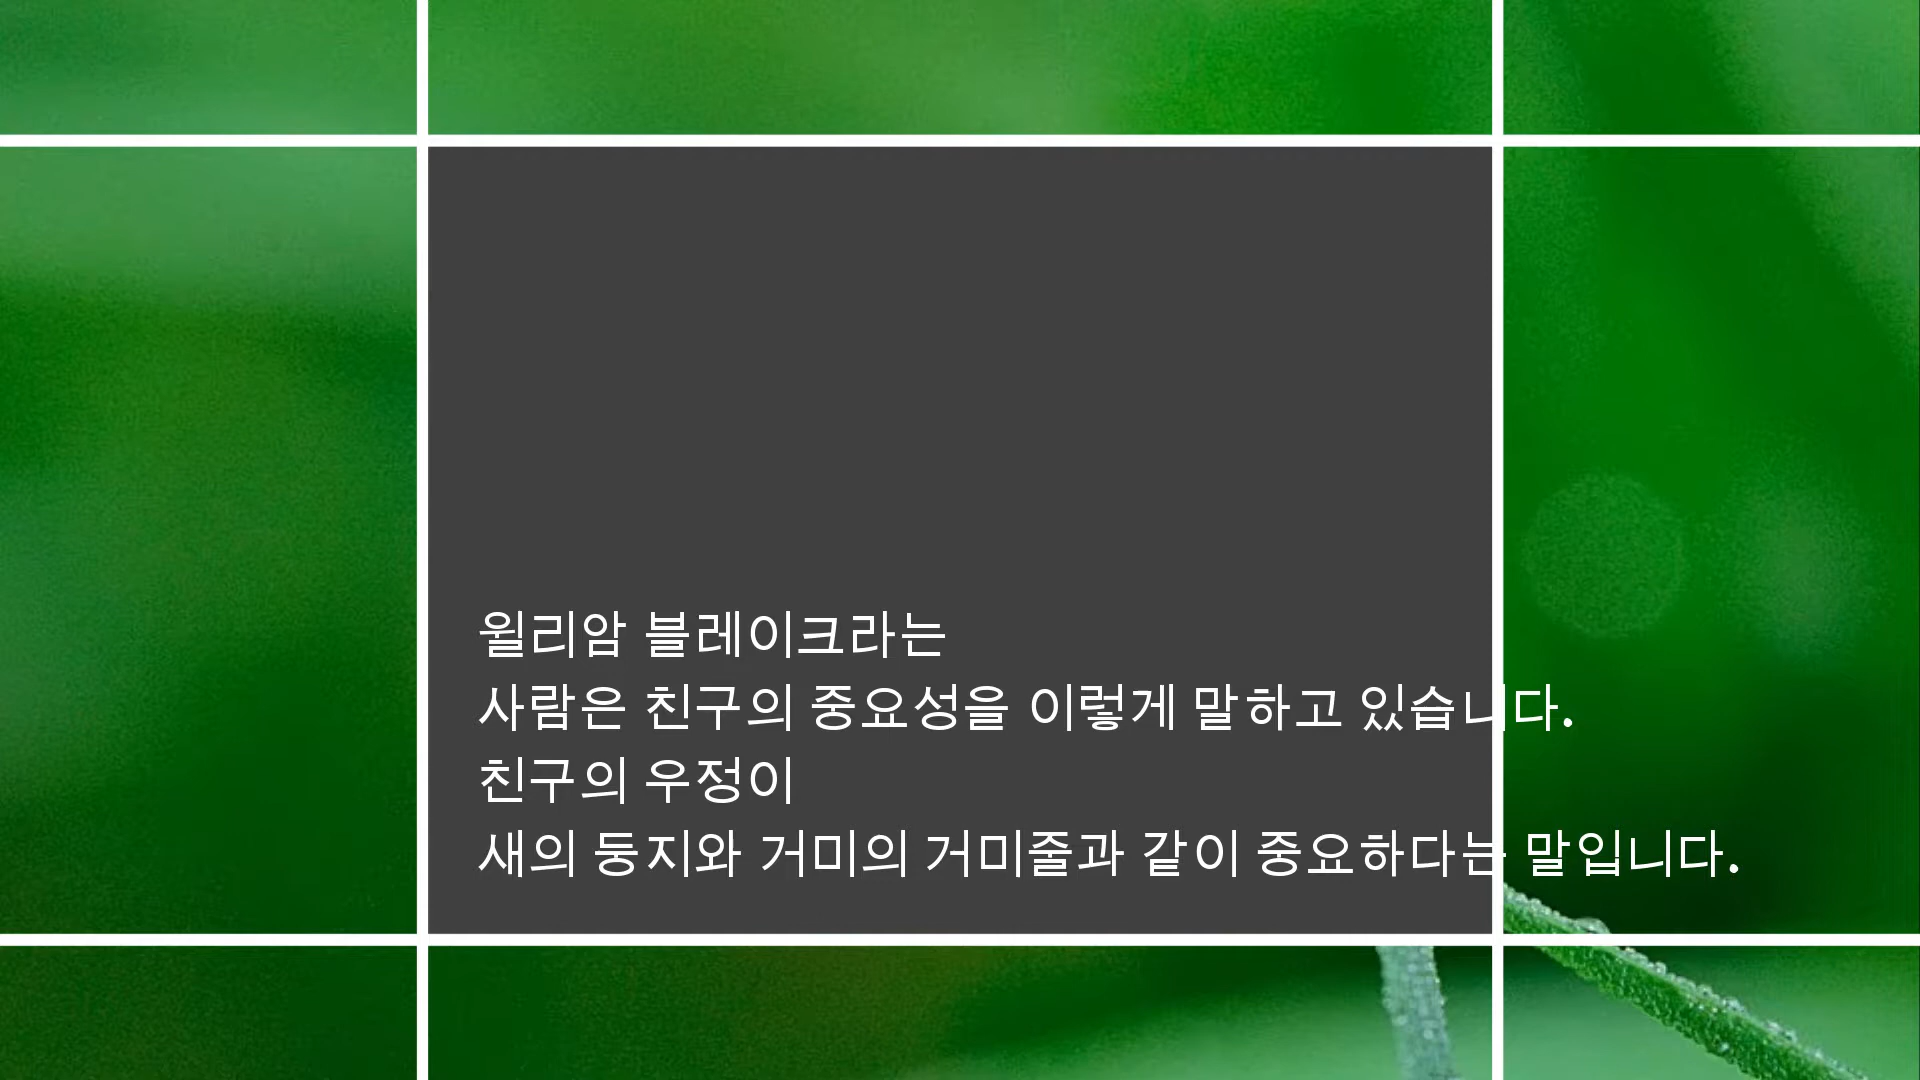 윌리암 블레이크라는
사람은 친구의 중요성을 이렇게 말하고 있습니다.
친구의 우정이
새의 둥지와 거미의 거미줄과 같이 중요하다는 말입니다.